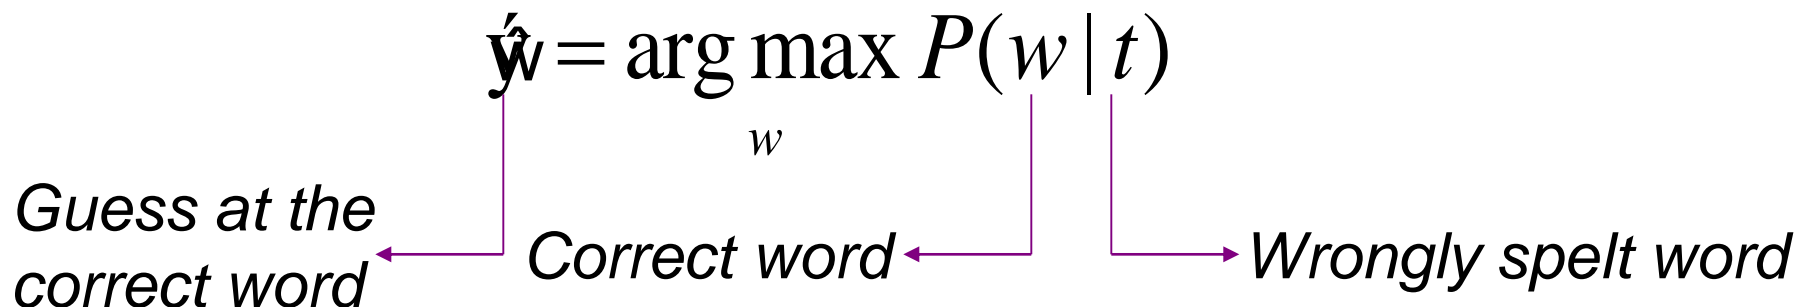 ŵ = arg max P(w | t)
w
Guess at the
correct word
Correct word
Wrongly spelt word